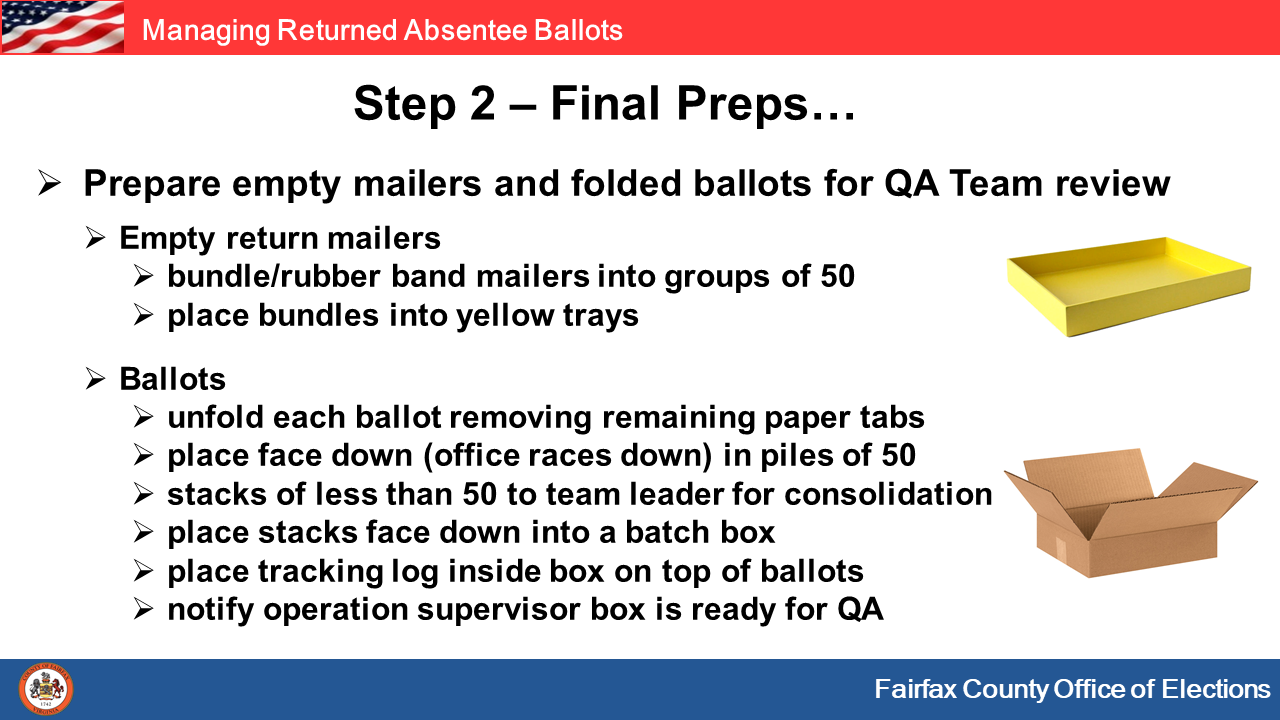 Managing Returned Absentee Ballots
Step 2 – Final Preps…
Prepare empty mailers and folded ballots for QA Team review
Empty return mailers
bundle/rubber band mailers into groups of 50
place bundles into yellow trays
Ballots
unfold each ballot removing remaining paper tabs
place face down (office races down) in piles of 50
stacks of less than 50 to team leader for consolidation
place stacks face down into a batch box
place tracking log inside box on top of ballots
notify operation supervisor box is ready for QA
COUNTY OF FAIRFAX
1742
VIRGINIA
Fairfax County Office of Elections